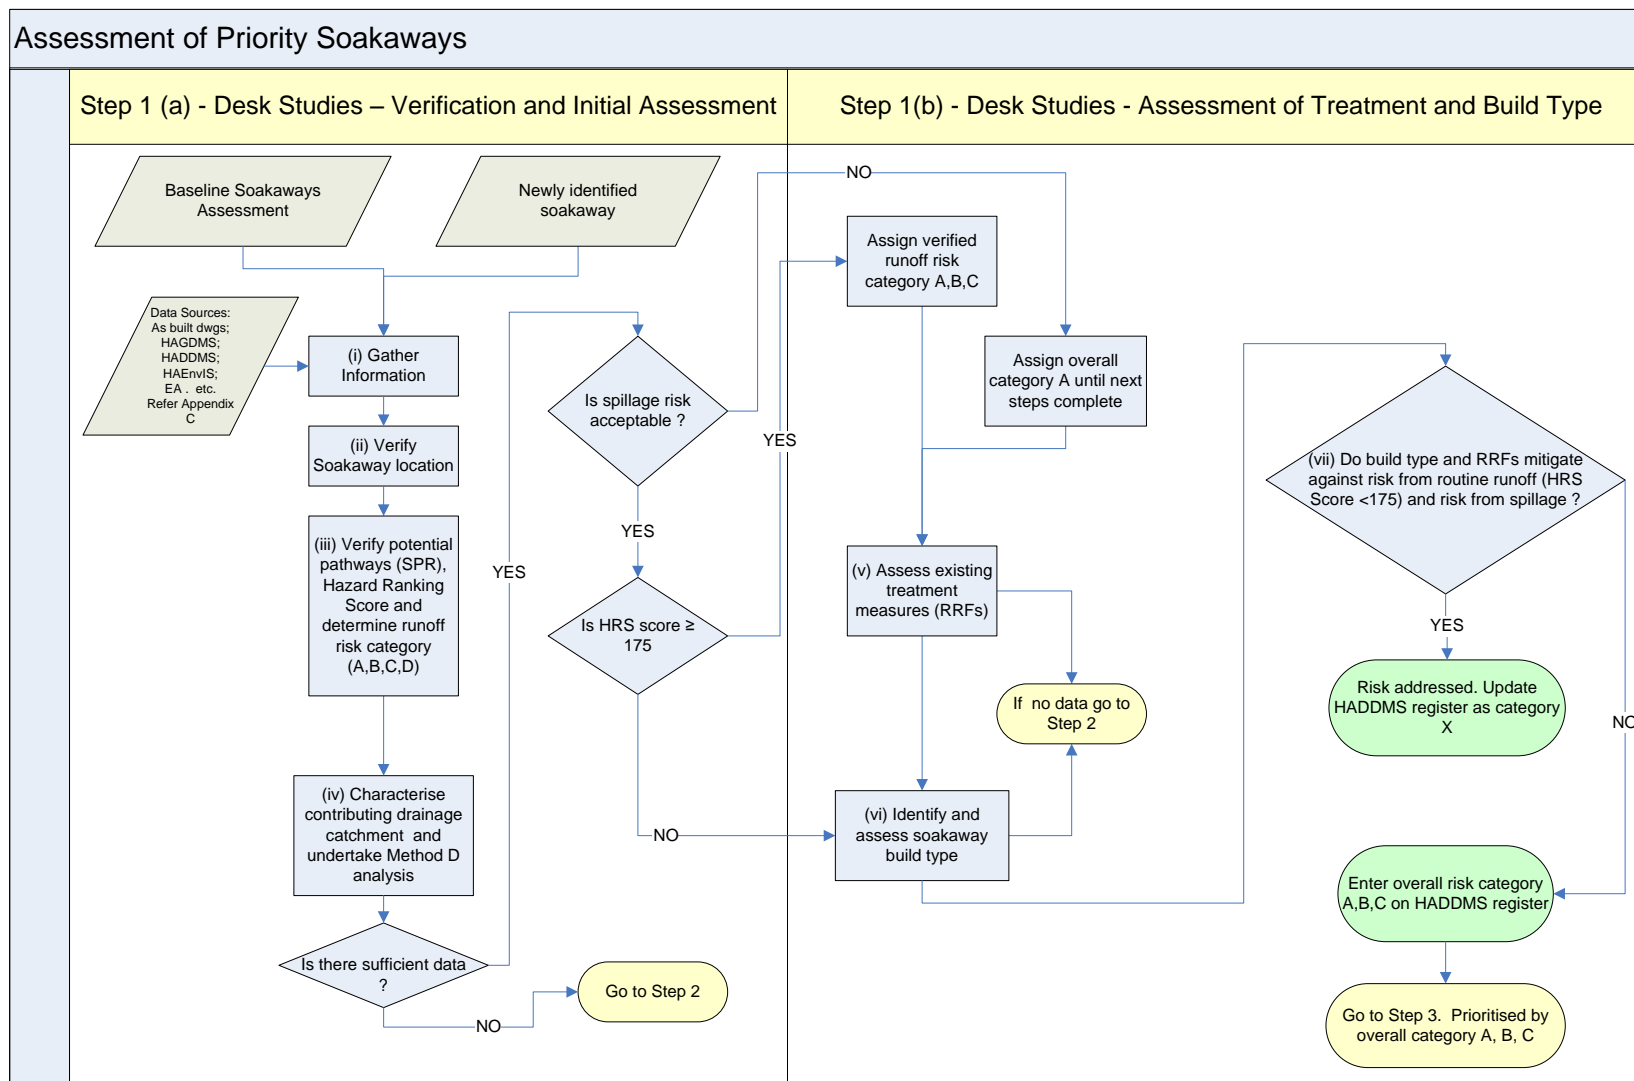 Assessment of Priority Soakaways
Step 1 (a) - Desk Studies – Verification and Initial Assessment
Step 1(b) - Desk Studies - Assessment of Treatment and Build Type
Baseline Soakaways
Assessment
Newly identified
soakaway
Data Sources:
As built dwgs;
HAGDMS;
HADDMS;
HAEnvIS;
EA . etc.
Refer Appendix
C
(i) Gather
Information
(ii) Verify
Soakaway location
(iii) Verify potential
pathways (SPR),
Hazard Ranking
Score and
determine runoff
risk category
(A,B,C,D)
(iv) Characterise
contributing drainage
catchment and
undertake Method D
analysis
Is there sufficient data
?
NO
Go to Step 2
YES
Is spillage risk
acceptable ?
NO
YES
Is HRS score ≥
175
YES
NO
Assign verified
runoff risk
category A,B,C
Assign overall
category A until next
steps complete
(v) Assess existing
treatment
measures (RRFs)
If no data go to
Step 2
(vi) Identify and
assess soakaway
build type
(vii) Do build type and RRFs mitigate
against risk from routine runoff (HRS
Score <175) and risk from spillage ?
YES
NO
Risk addressed. Update
HADDMS register as category
X
Enter overall risk category
A,B,C on HADDMS register
Go to Step 3. Prioritised by
overall category A, B, C